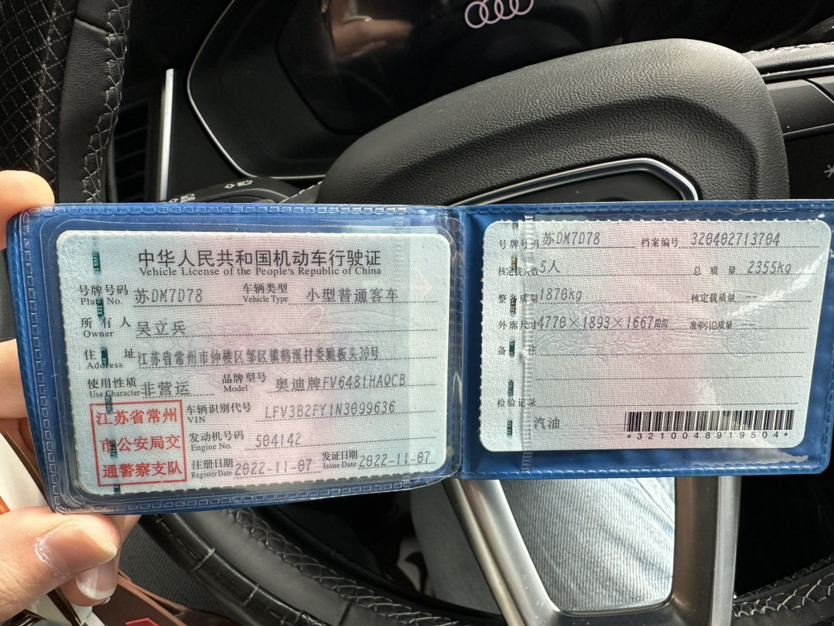 中华人民共和国机动车行驶证
Vehicle License of the People's Republic of China
号牌号码 苏DM7D78 车辆类型 小型普通客车
Plate No. Vehicle Type
所有人 吴立兵
Owner
住址 江苏省常州市钟楼区邹区镇鹤溪村委殿板头30号
Address
使用性质 非营运 品牌型号 奥迪牌FV6481HAQCB
Use Character Model
江苏省常州
市公安局交
通警察支队
车辆识别代号 LFV3B2FY1N3099636
VIN
发动机号码 504142
Engine No.
注册日期 2022-11-07 发证日期 2022-11-07
Register Date Issue Date
号牌号码 苏DM7D78 档案编号 320402713704
核定载人数 5人 总质量 2355kg
整备质量 1870kg 核定载质量 --
外廓尺寸 4770×1893×1667mm 准牵引总质量 --
备注
检验记录
汽油
*3210048919504*